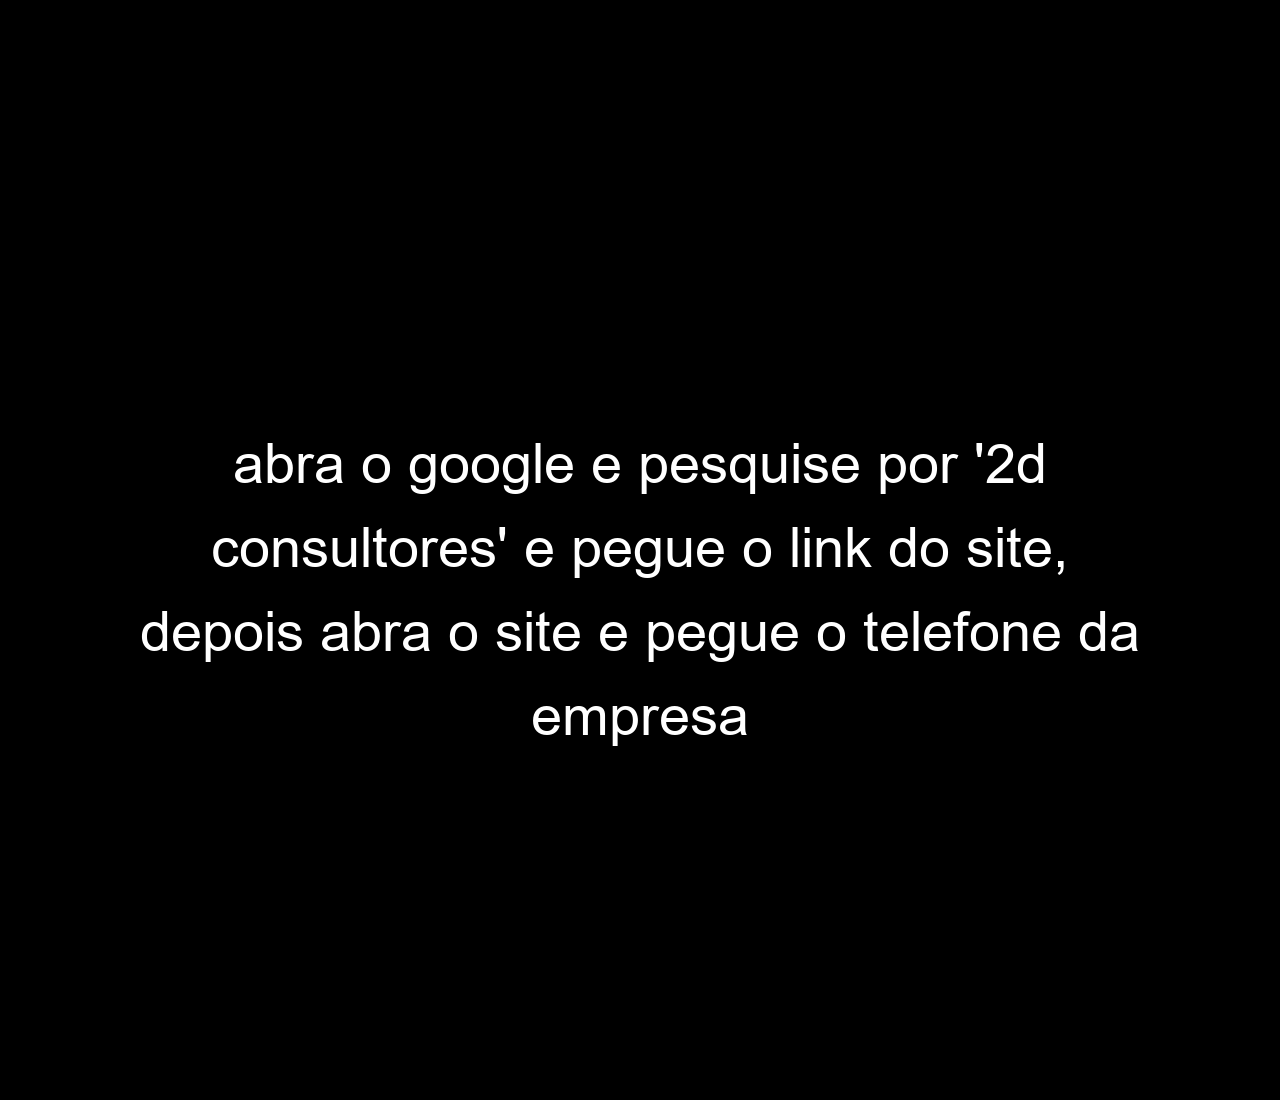 abra o google e pesquise por '2d
consultores' e pegue o link do site,
depois abra o site e pegue o telefone da
empresa